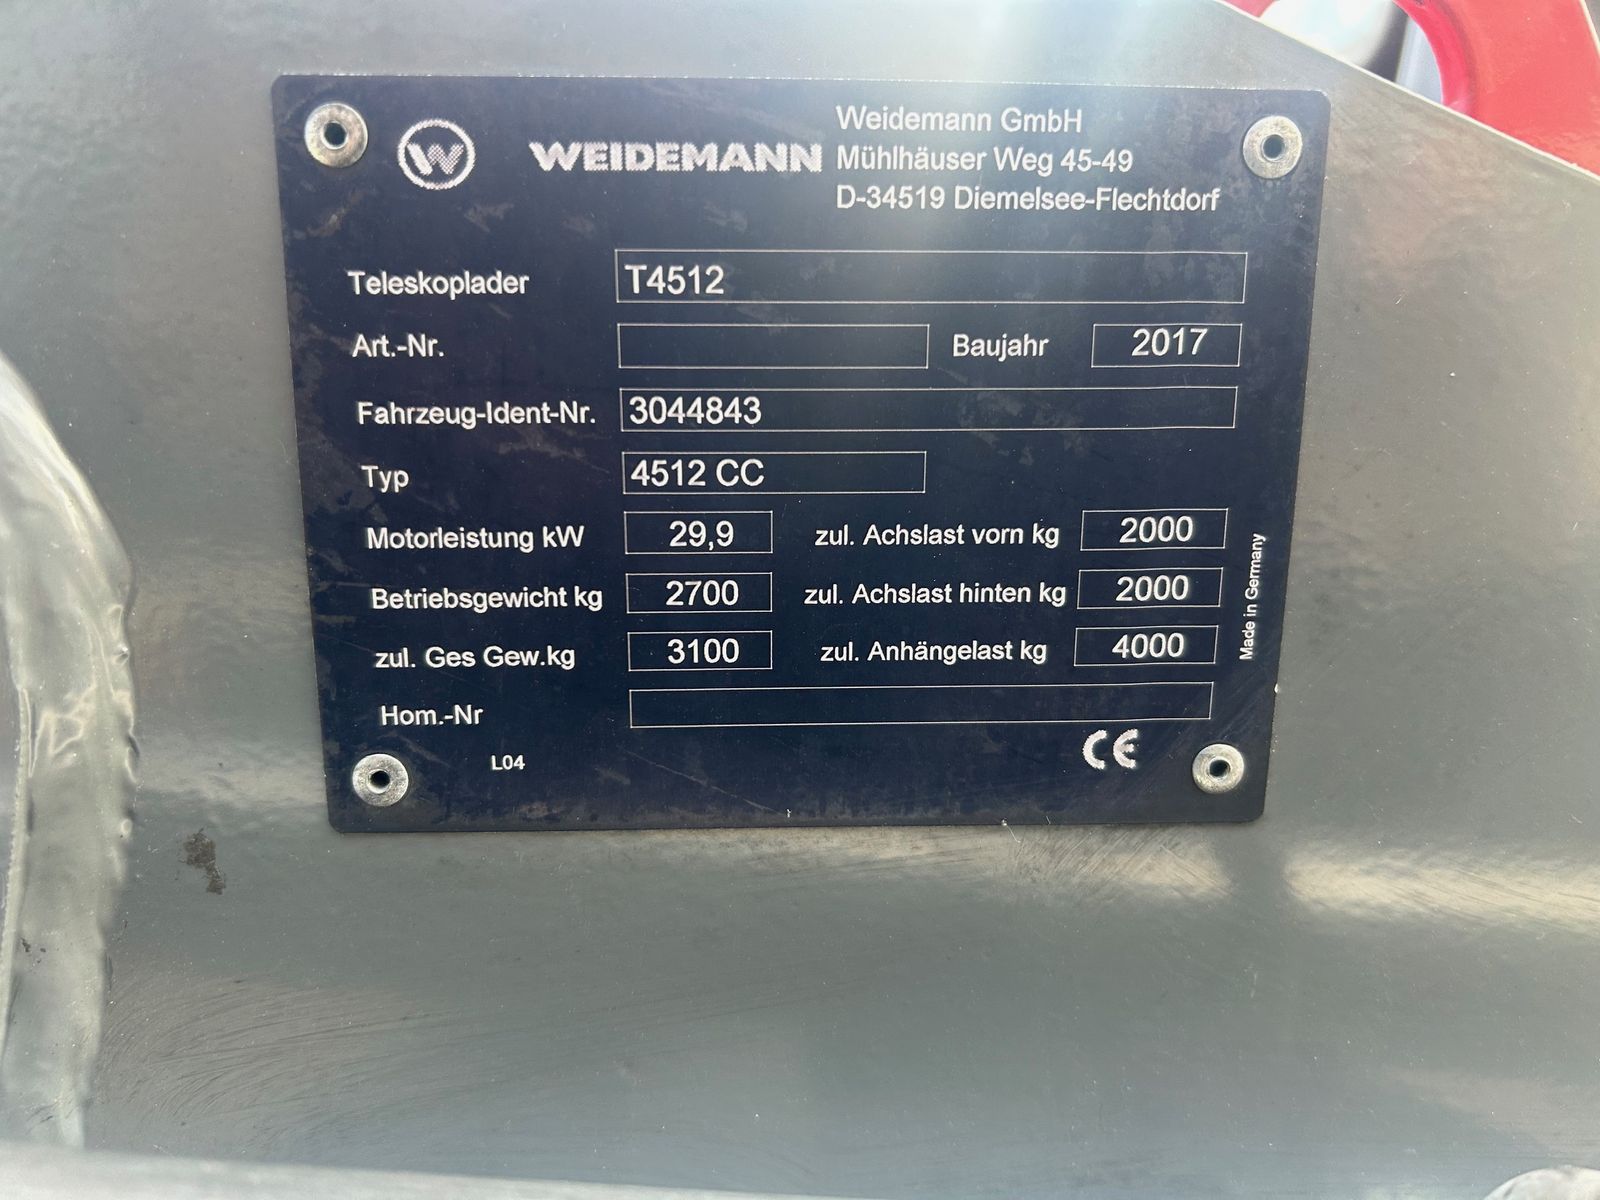 W WEIDEMANN
Weidemann GmbH
Mühlhäuser Weg 45-49
D-34519 Diemelsee-Flechtdorf
Teleskoplader T4512
Art.-Nr. Baujahr 2017
Fahrzeug-Ident-Nr. 3044843
Typ 4512 CC
Motorleistung kW 29,9 zul. Achslast vorn kg 2000
Betriebsgewicht kg 2700 zul. Achslast hinten kg 2000
zul. Ges Gew.kg 3100 zul. Anhängelast kg 4000
Hom.-Nr
Made in Germany
L04 CE